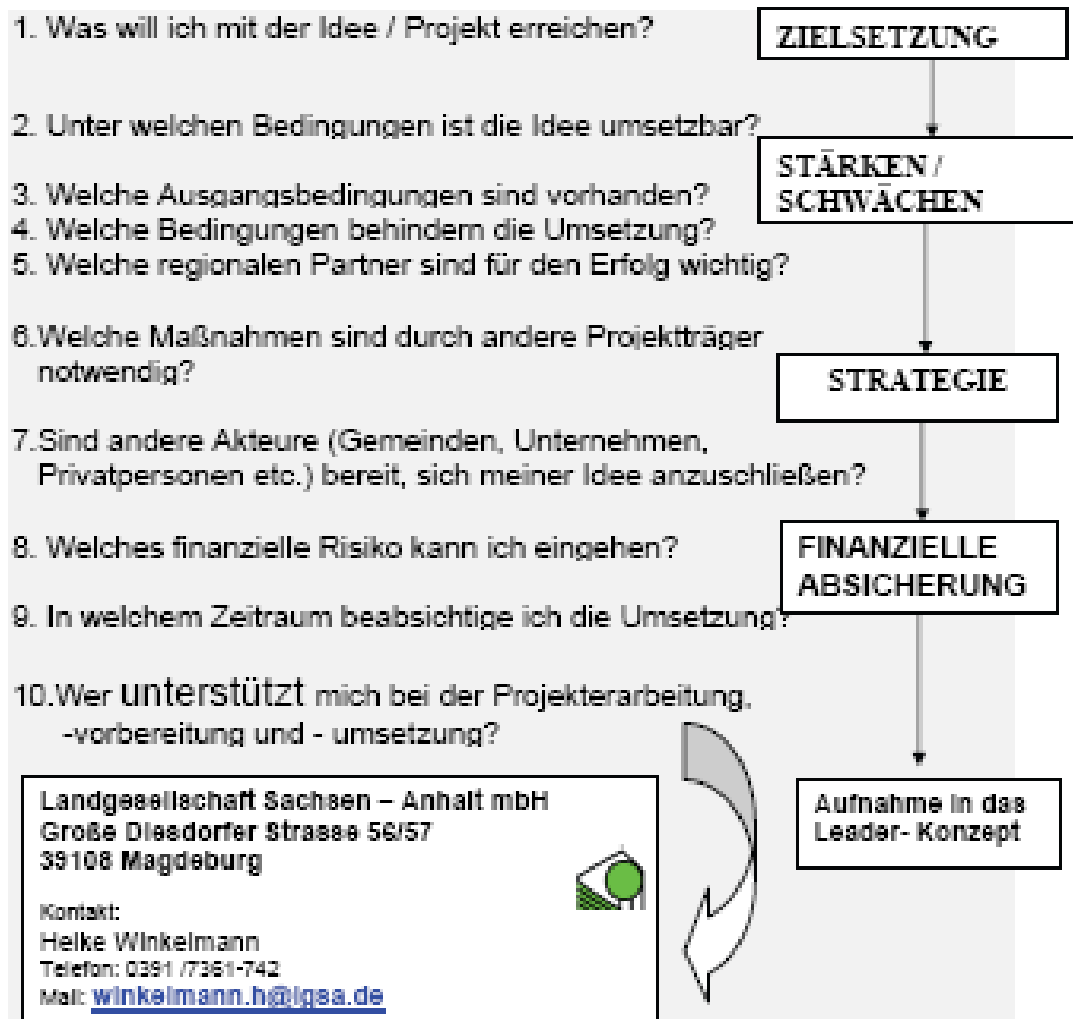 1. Was will ich mit der Idee / Projekt erreichen?
ZIELSETZUNG
2. Unter welchen Bedingungen ist die Idee umsetzbar?
STÄRKEN /
SCHWÄCHEN
3. Welche Ausgangsbedingungen sind vorhanden?
4. Welche Bedingungen behindern die Umsetzung?
5. Welche regionalen Partner sind für den Erfolg wichtig?
6.Welche Maßnahmen sind durch andere Projektträger
notwendig?
STRATEGIE
7.Sind andere Akteure (Gemeinden, Unternehmen,
Privatpersonen etc.) bereit, sich meiner Idee anzuschließen?
8. Welches finanzielle Risiko kann ich eingehen?
FINANZIELLE
ABSICHERUNG
9. In welchem Zeitraum beabsichtige ich die Umsetzung?
10.Wer unterstützt mich bei der Projekterarbeitung,
-vorbereitung und - umsetzung?
Aufnahme in das
Leader- Konzept
Landgesellschaft Sachsen – Anhalt mbH
Große Diesdorfer Strasse 56/57
39108 Magdeburg
Kontakt:
Heike Winkelmann
Telefon: 0391 /7361-742
Mail: winkelmann.h@lgsa.de